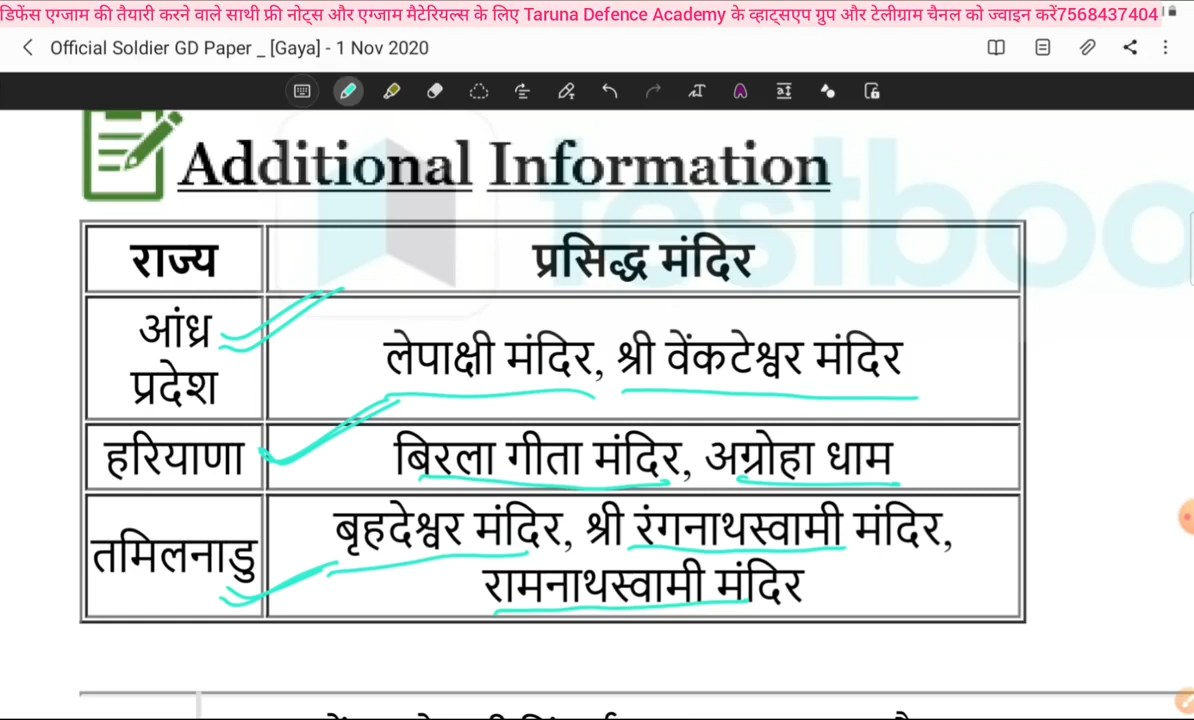 डिफेंस एग्जाम की तैयारी करने वाले साथी फ्री नोट्स और एग्जाम मैटेरियल्स के लिए Taruna Defence Academy के व्हाट्सएप ग्रुप और टेलीग्राम चैनल को ज्वाइन करें7568437404
Official Soldier GD Paper _ [Gaya] - 1 Nov 2020
Additional Information
राज्य प्रसिद्ध मंदिर
आंध्र प्रदेश लेपाक्षी मंदिर, श्री वेंकटेश्वर मंदिर
हरियाणा बिरला गीता मंदिर, अग्रोहा धाम
तमिलनाडु बृहदेश्वर मंदिर, श्री रंगनाथस्वामी मंदिर,
रामनाथस्वामी मंदिर